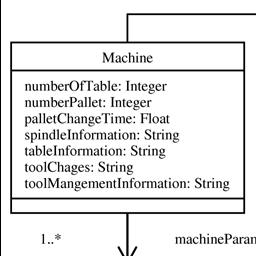 Machine
numberOfTable: Integer
numberPallet: Integer
palletChangeTime: Float
spindleInformation: String
tableInformation: String
toolChages: String
toolMangementInformation: String
1..* machineParan